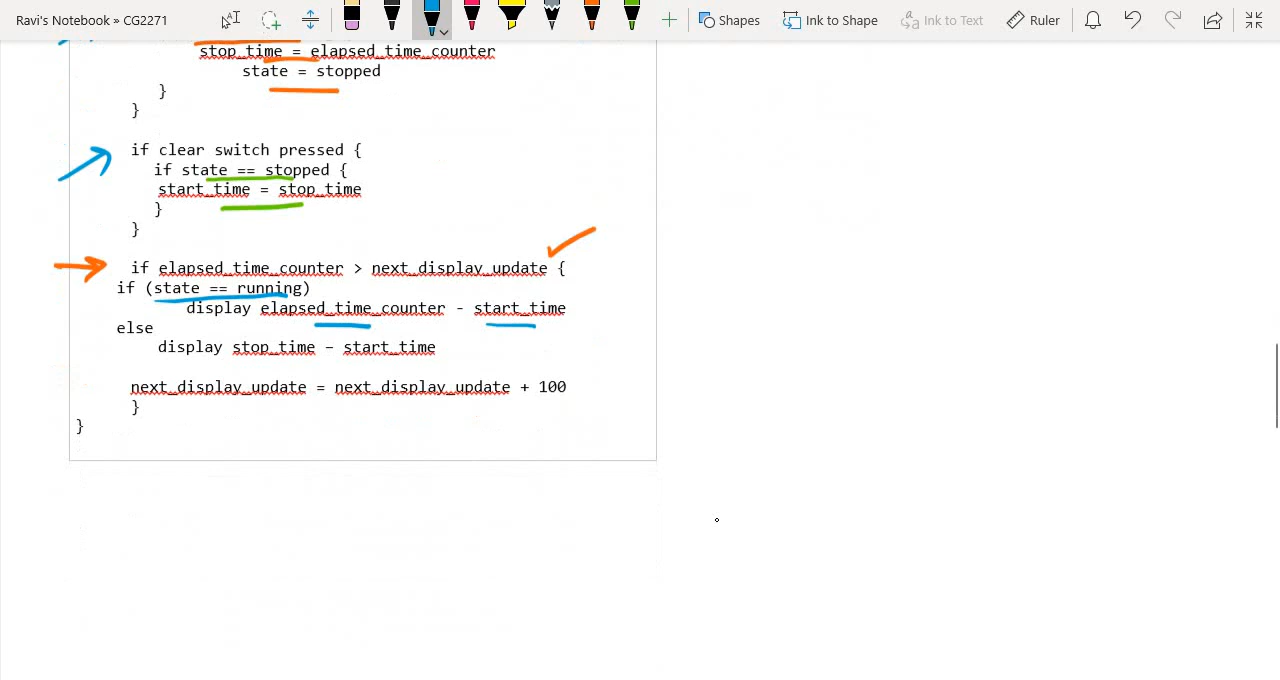 Ravi's Notebook » CG2271
Shapes
Ink to Shape
Ink to Text
Ruler
stop_time = elapsed_time_counter
state = stopped
}
}
if clear switch pressed {
if state == stopped {
start_time = stop_time
}
}
if elapsed_time_counter > next_display_update {
if (state == running)
display elapsed_time_counter - start_time
else
display stop_time – start_time
next_display_update = next_display_update + 100
}
}